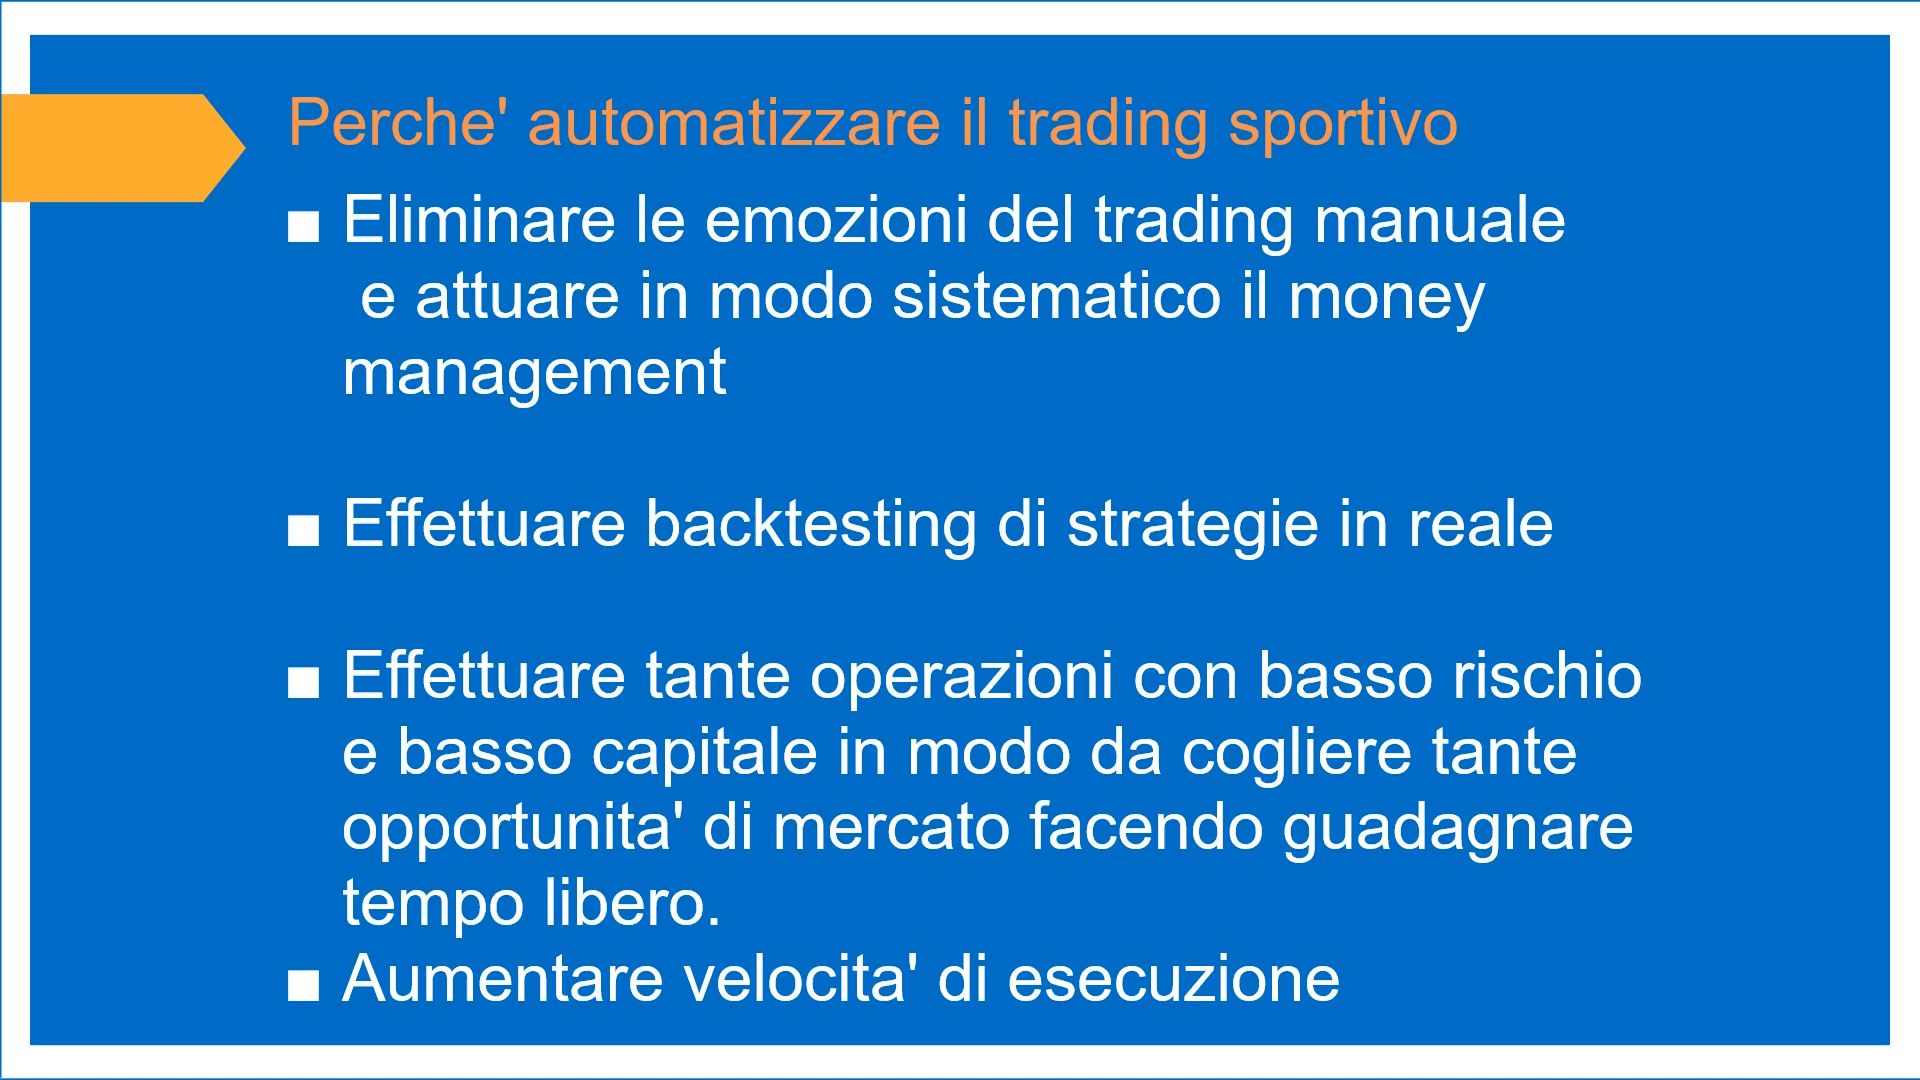 Perche' automatizzare il trading sportivo
■ Eliminare le emozioni del trading manuale
e attuare in modo sistematico il money
management
■ Effettuare backtesting di strategie in reale
■ Effettuare tante operazioni con basso rischio
e basso capitale in modo da cogliere tante
opportunita' di mercato facendo guadagnare
tempo libero.
■ Aumentare velocita' di esecuzione